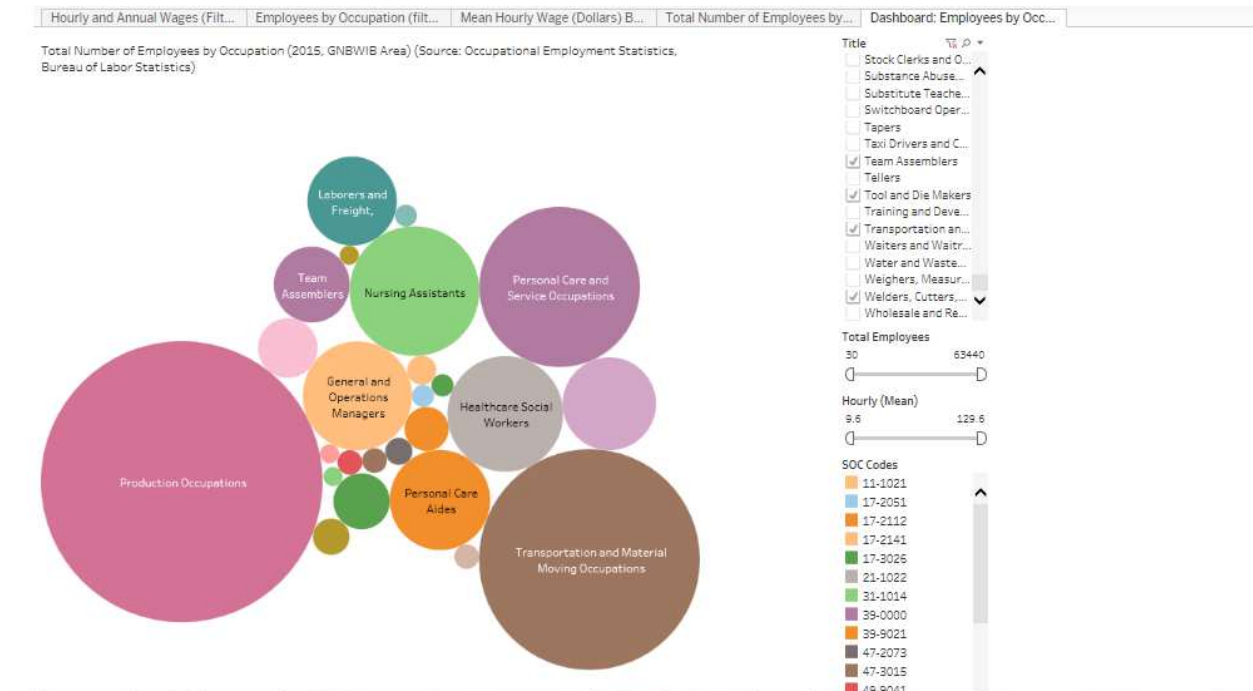 Hourly and Annual Wages (Filt...
Employees by Occupation (filt...
Mean Hourly Wage (Dollars) B...
Total Number of Employees by...
Dashboard: Employees by Occ...
Total Number of Employees by Occupation (2015, GNBWIB Area) (Source: Occupational Employment Statistics,
Bureau of Labor Statistics)
Laborers and
Freight,
Team
Assemblers
Nursing Assistants
Personal Care and
Service Occupations
General and
Operations
Managers
Healthcare Social
Workers
Production Occupations
Personal Care
Aides
Transportation and Material
Moving Occupations
Title
Stock Clerks and O...
Substance Abuse...
Substitute Teache...
Switchboard Oper...
Tapers
Taxi Drivers and C...
Team Assemblers
Tellers
Tool and Die Makers
Training and Deve...
Transportation an...
Waiters and Waitr...
Water and Waste...
Weighers, Measur...
Welders, Cutters,...
Wholesale and Re...
Total Employees
30 63440
Hourly (Mean)
9.6 129.6
SOC Codes
11-1021
17-2051
17-2112
17-2141
17-3026
21-1022
31-1014
39-0000
39-9021
47-2073
47-3015
49-9041